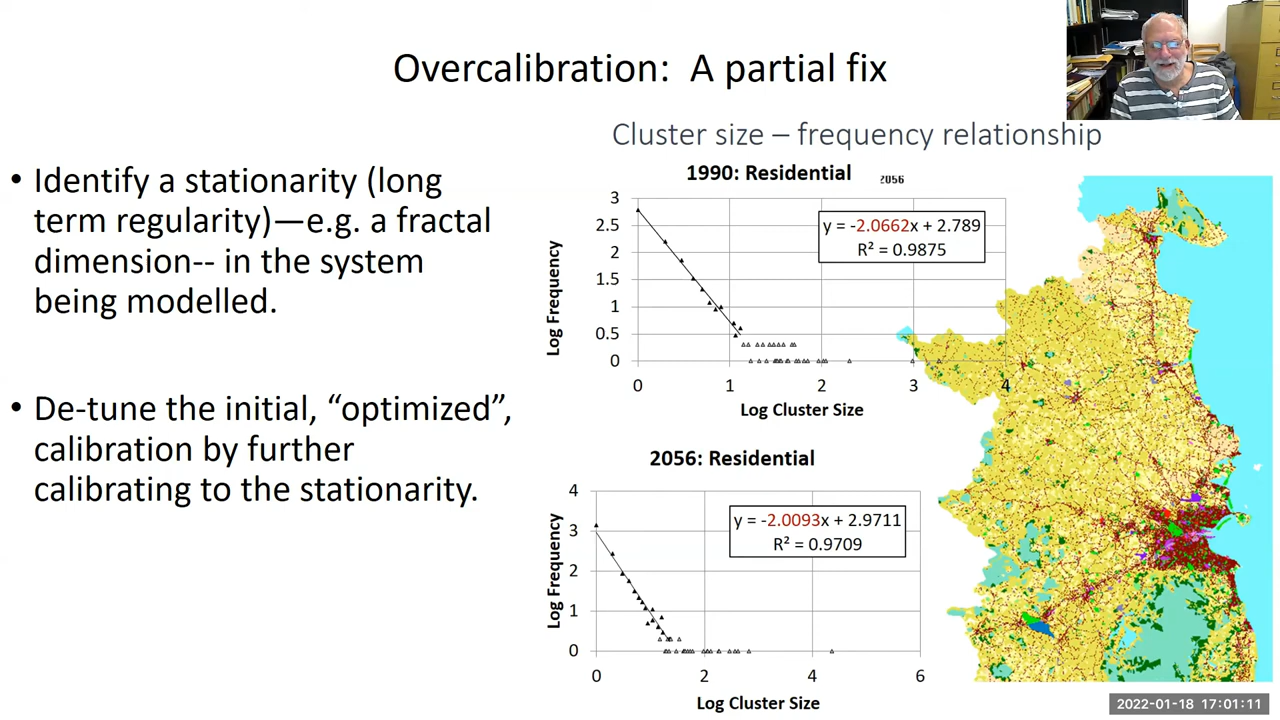 Overcalibration: A partial fix
• Identify a stationarity (long
term regularity)—e.g. a fractal
dimension-- in the system
being modelled.
• De-tune the initial, “optimized”,
calibration by further
calibrating to the stationarity.
Cluster size – frequency relationship
1990: Residential
2056
3
2.5
2
1.5
1
0.5
0
Log Frequency
y = -2.0662x + 2.789
R² = 0.9875
0 1 2 3 4
Log Cluster Size
2056: Residential
4
3
2
1
0
Log Frequency
y = -2.0093x + 2.9711
R² = 0.9709
0 2 4 6
Log Cluster Size
2022-01-18 17:01:11